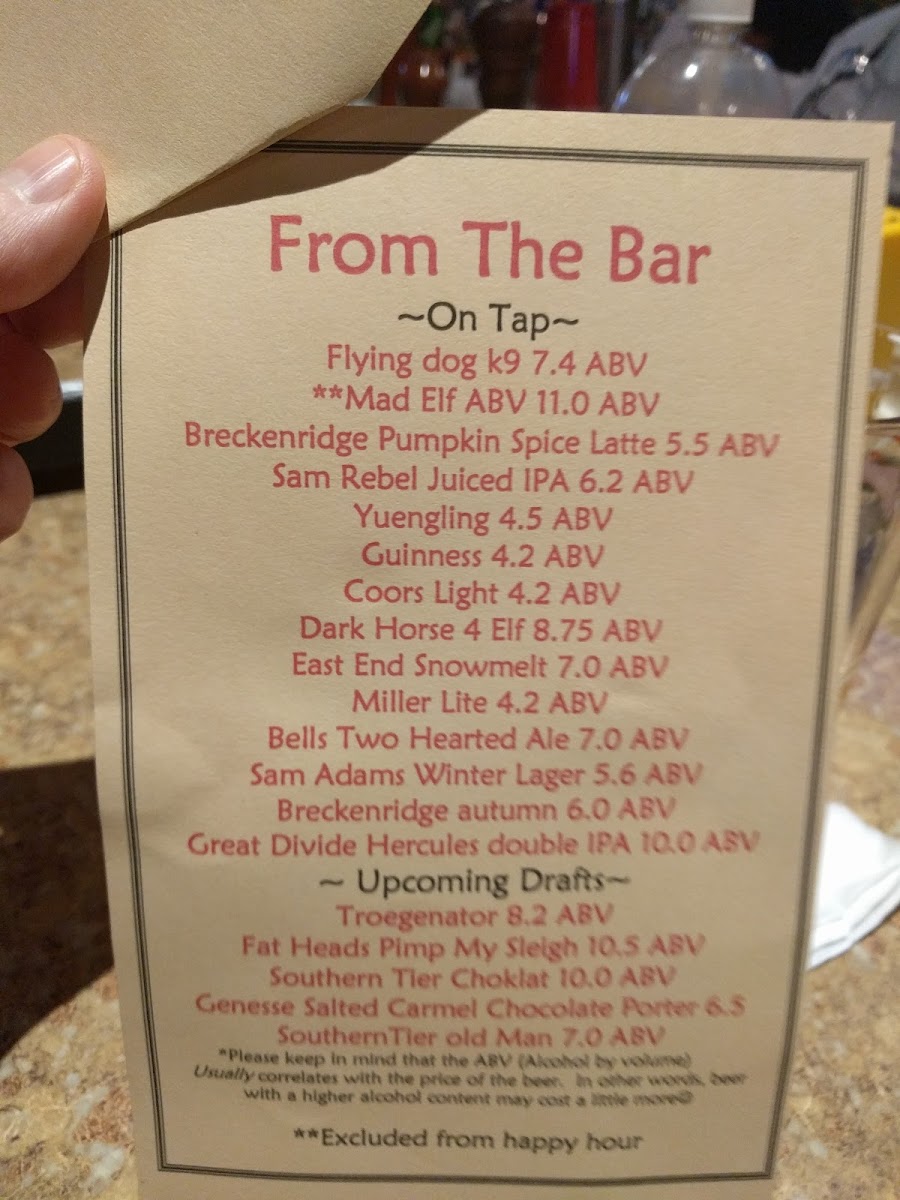 From The Bar
~On Tap~
Flying dog k9 7.4 ABV
**Mad Elf ABV 11.0 ABV
Breckenridge Pumpkin Spice Latte 5.5 ABV
Sam Rebel Juiced IPA 6.2 ABV
Yuengling 4.5 ABV
Guinness 4.2 ABV
Coors Light 4.2 ABV
Dark Horse 4 Elf 8.75 ABV
East End Snowmelt 7.0 ABV
Miller Lite 4.2 ABV
Bells Two Hearted Ale 7.0 ABV
Sam Adams Winter Lager 5.6 ABV
Breckenridge autumn 6.0 ABV
Great Divide Hercules double IPA 10.0 ABV
~ Upcoming Drafts~
Troegenator 8.2 ABV
Fat Heads Pimp My Sleigh 10.5 ABV
Southern Tier Choklat 10.0 ABV
Genesse Salted Carmel Chocolate Porter 6.5
SouthernTier old Man 7.0 ABV
*Please keep in mind that the ABV (Alcohol by volume)
Usually correlates with the price of the beer. In other words, beer
with a higher alcohol content may cost a little more☺
**Excluded from happy hour